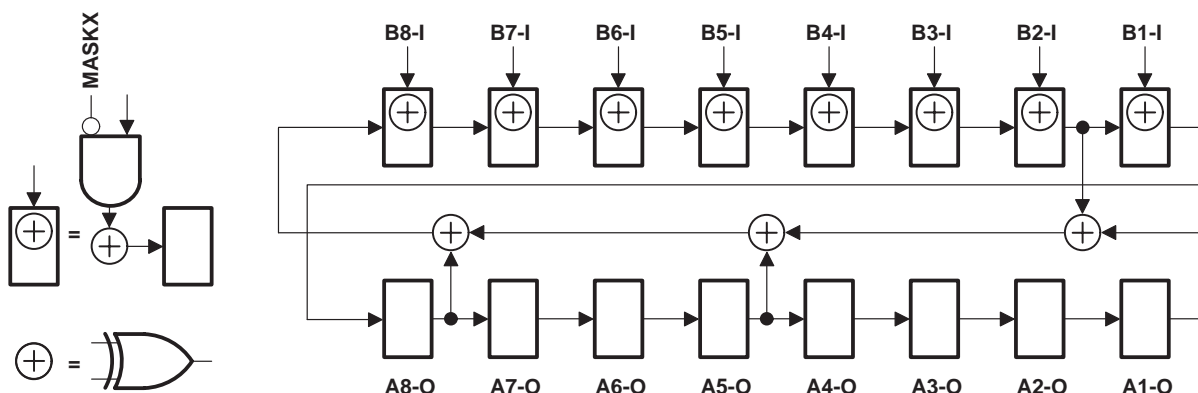 MASKX
=
=
B8-I B7-I B6-I B5-I B4-I B3-I B2-I B1-I
A8-O A7-O A6-O A5-O A4-O A3-O A2-O A1-O